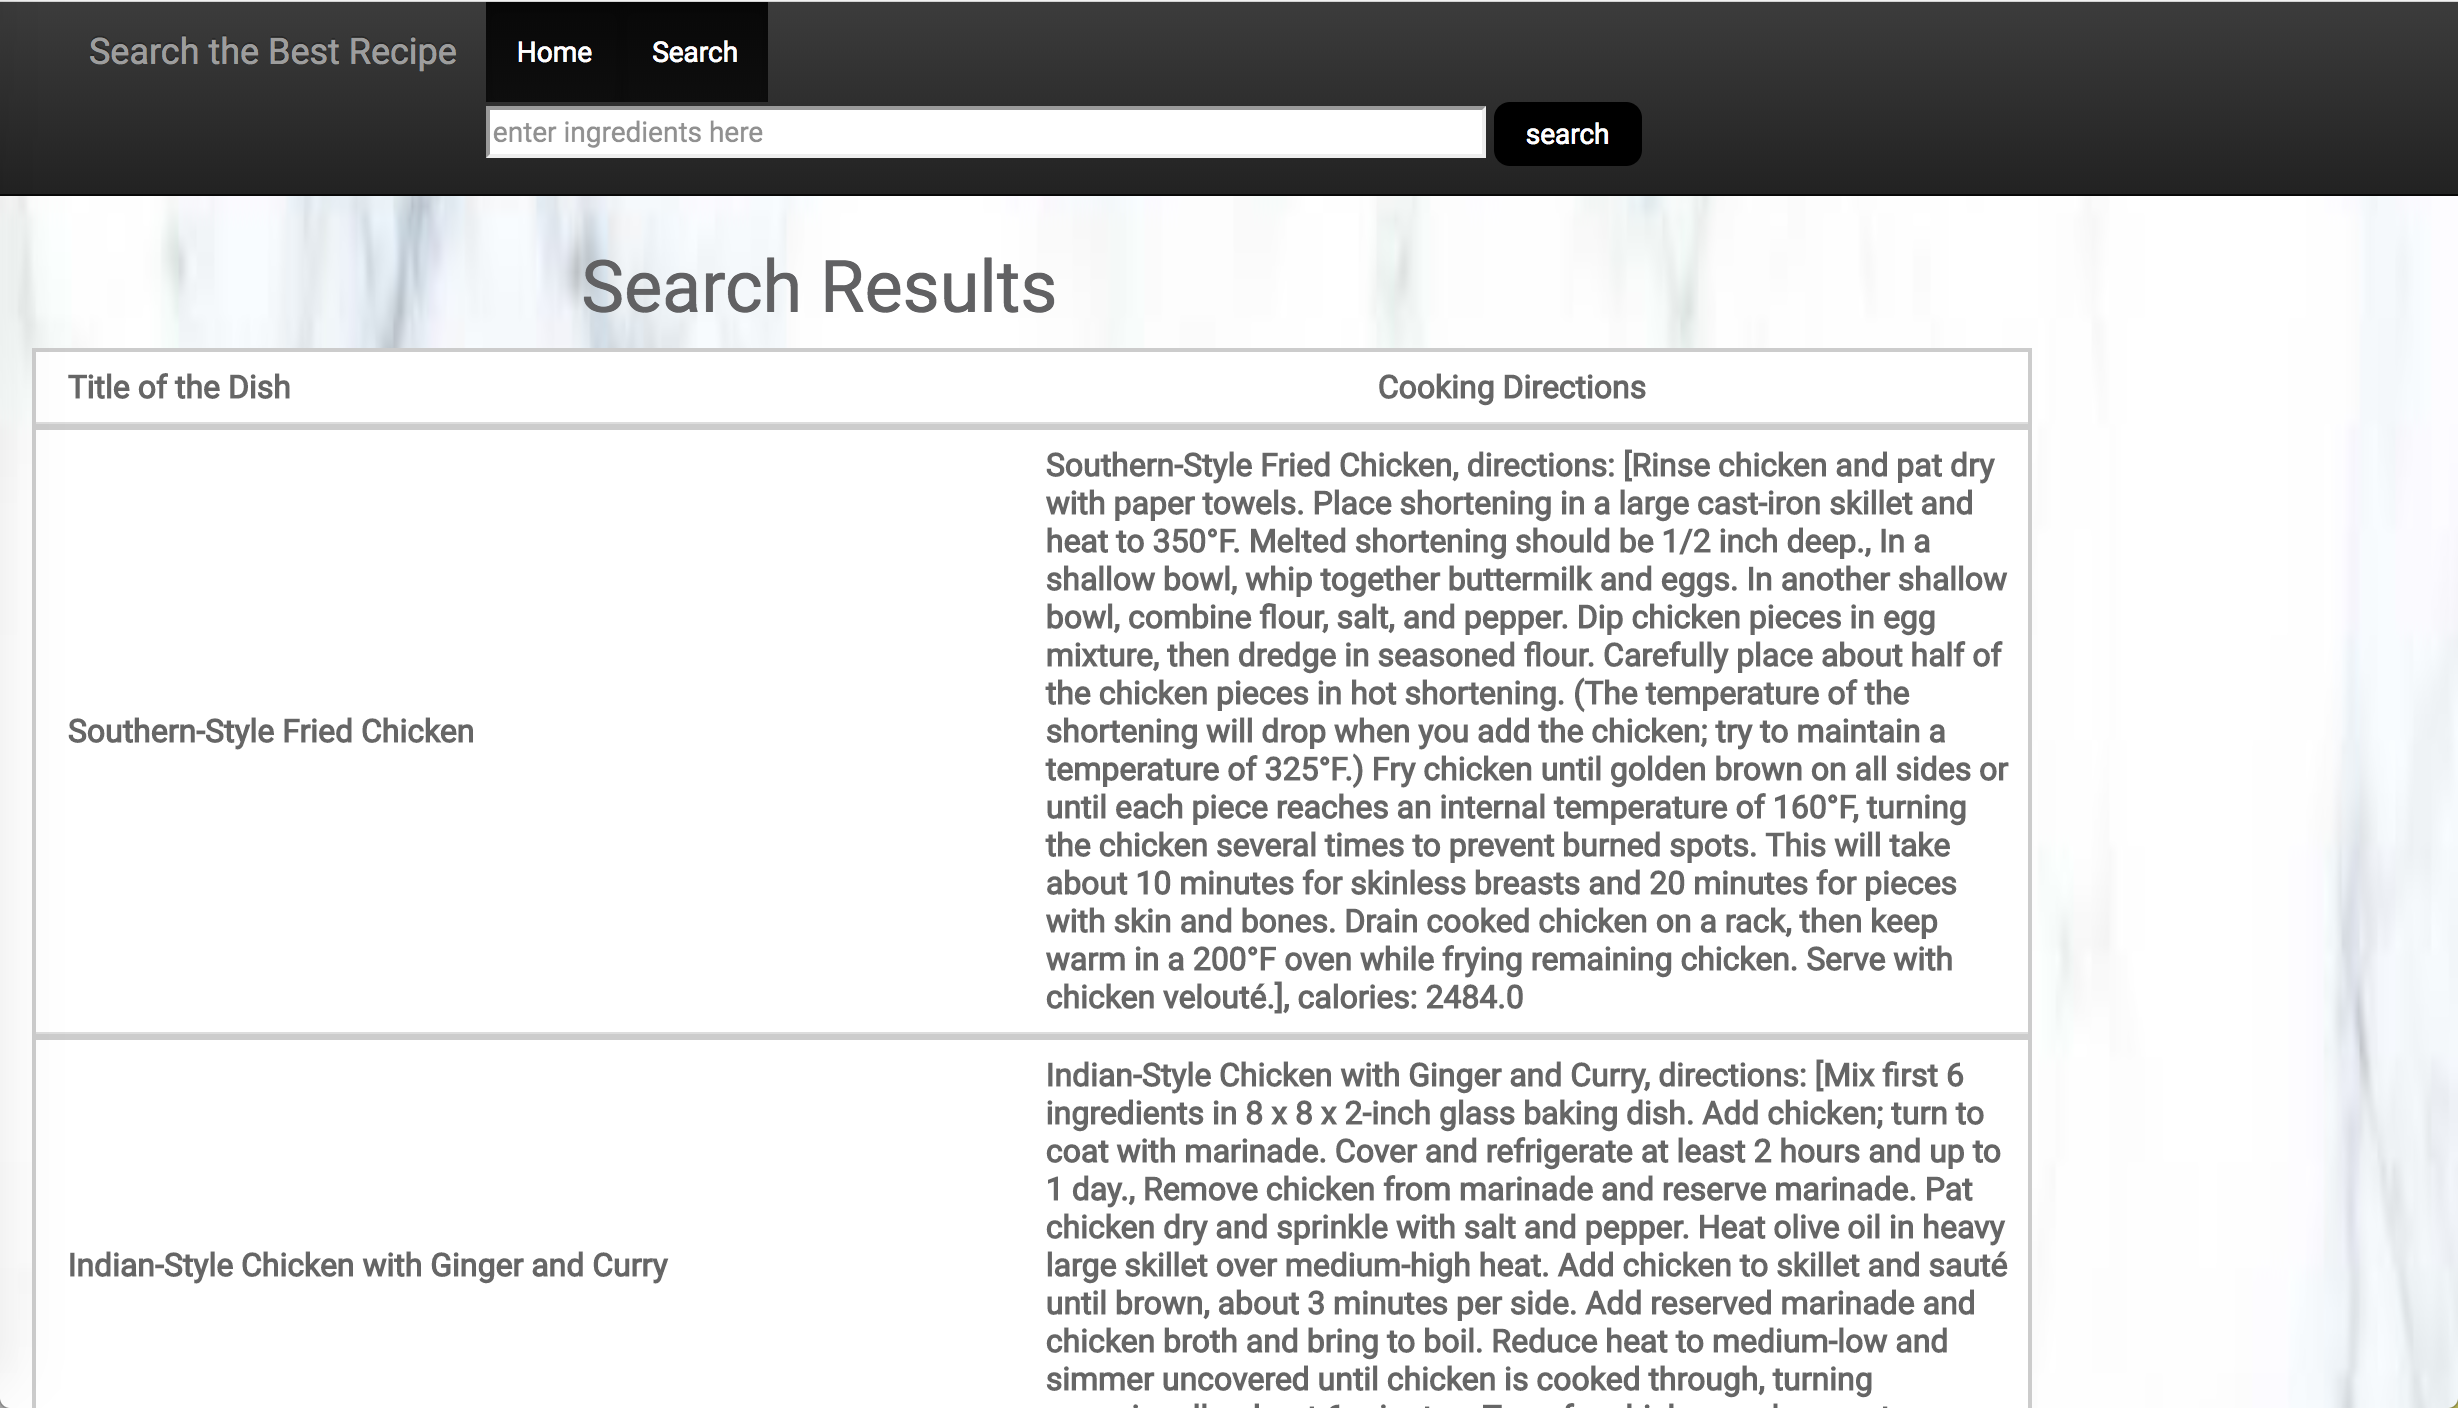 Search the Best Recipe
Home
Search
enter ingredients here
search
Search Results
Title of the Dish
Cooking Directions
Southern-Style Fried Chicken
Southern-Style Fried Chicken, directions: [Rinse chicken and pat dry
with paper towels. Place shortening in a large cast-iron skillet and
heat to 350°F. Melted shortening should be 1/2 inch deep., In a
shallow bowl, whip together buttermilk and eggs. In another shallow
bowl, combine flour, salt, and pepper. Dip chicken pieces in egg
mixture, then dredge in seasoned flour. Carefully place about half of
the chicken pieces in hot shortening. (The temperature of the
shortening will drop when you add the chicken; try to maintain a
temperature of 325°F.) Fry chicken until golden brown on all sides or
until each piece reaches an internal temperature of 160°F, turning
the chicken several times to prevent burned spots. This will take
about 10 minutes for skinless breasts and 20 minutes for pieces
with skin and bones. Drain cooked chicken on a rack, then keep
warm in a 200°F oven while frying remaining chicken. Serve with
chicken velouté.], calories: 2484.0
Indian-Style Chicken with Ginger and Curry
Indian-Style Chicken with Ginger and Curry, directions: [Mix first 6
ingredients in 8 x 8 x 2-inch glass baking dish. Add chicken; turn to
coat with marinade. Cover and refrigerate at least 2 hours and up to
1 day., Remove chicken from marinade and reserve marinade. Pat
chicken dry and sprinkle with salt and pepper. Heat olive oil in heavy
large skillet over medium-high heat. Add chicken to skillet and sauté
until brown, about 3 minutes per side. Add reserved marinade and
chicken broth and bring to boil. Reduce heat to medium-low and
simmer uncovered until chicken is cooked through, turning